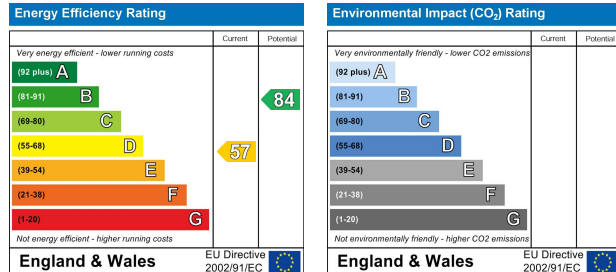 Energy Efficiency Rating
Current Potential
Very energy efficient - lower running costs
(92 plus) A
(81-91) B
84
(69-80) C
(55-68) D
57
(39-54) E
(21-38) F
(1-20) G
Not energy efficient - higher running costs
England & Wales
EU Directive
2002/91/EC
Environmental Impact (CO₂) Rating
Current Potential
Very environmentally friendly - lower CO2 emissions
(92 plus) A
(81-91) B
(69-80) C
(55-68) D
(39-54) E
(21-38) F
(1-20) G
Not environmentally friendly - higher CO2 emissions
England & Wales
EU Directive
2002/91/EC